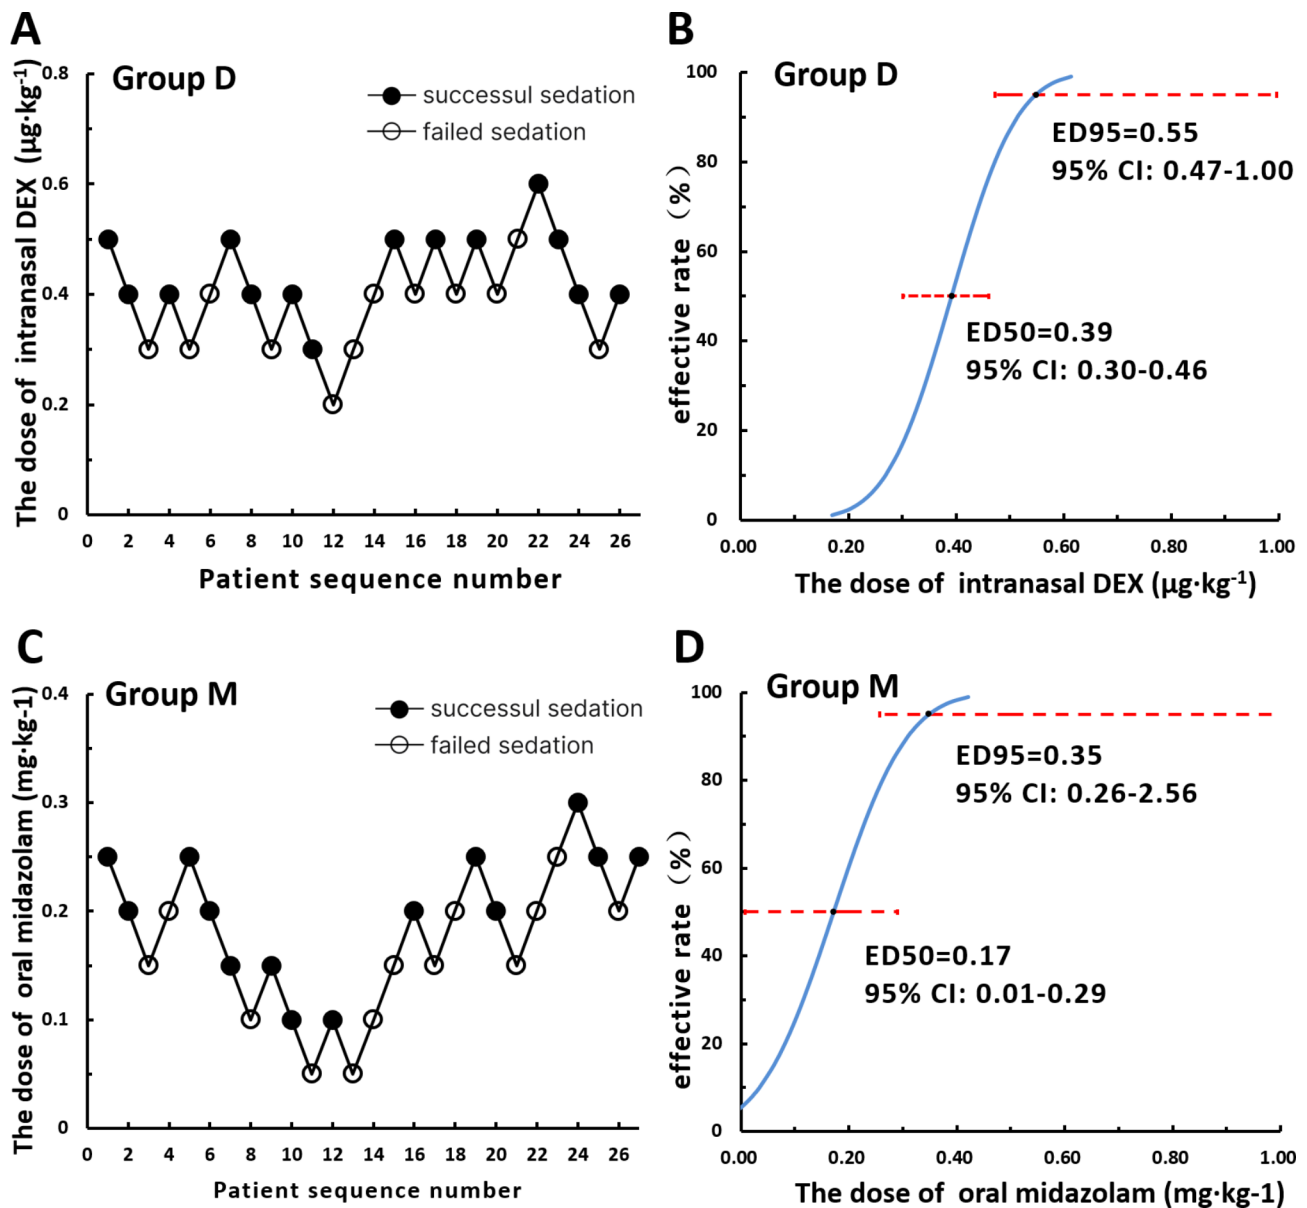 A
Group D
successul sedation
failed sedation
The dose of intranasal DEX (μg·kg⁻¹)
0.8
0.6
0.4
0.2
0
0 2 4 6 8 10 12 14 16 18 20 22 24 26
Patient sequence number
B
Group D
effective rate（%）
100
80
60
40
20
0
ED95=0.55
95% CI: 0.47-1.00
ED50=0.39
95% CI: 0.30-0.46
0.00 0.20 0.40 0.60 0.80 1.00
The dose of intranasal DEX (μg·kg⁻¹)
C
Group M
successul sedation
failed sedation
The dose of oral midazolam (mg·kg-1)
0.4
0.3
0.2
0.1
0
0 2 4 6 8 10 12 14 16 18 20 22 24 26
Patient sequence number
D
Group M
effective rate（%）
100
80
60
40
20
0
ED95=0.35
95% CI: 0.26-2.56
ED50=0.17
95% CI: 0.01-0.29
0.00 0.20 0.40 0.60 0.80 1.00
The dose of oral midazolam (mg·kg-1)